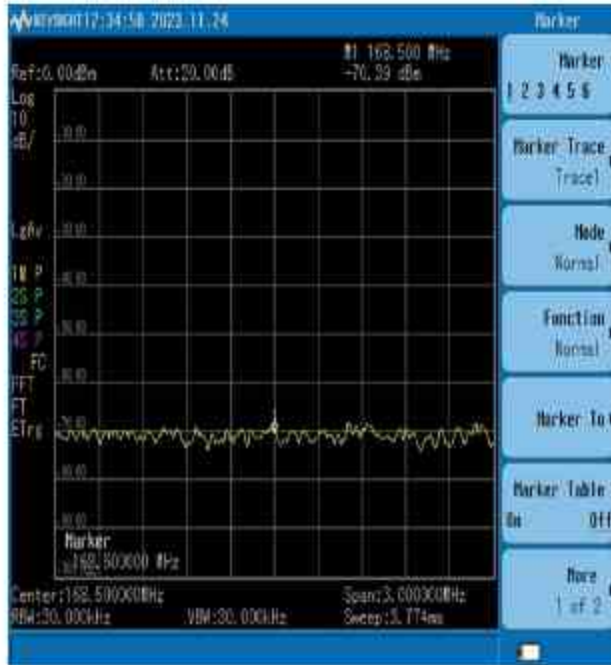 KEYSIGHT 12:34:58 2023.11.24
Marker
Ref:0.00dBm Att:20.00dB
M1 168.500 MHz
-70.39 dBm
Log
10
dB/
LgAv
1W P
2S P
3S P
4S P
FC
FFT
FT
ETrg
Marker
168.500000 MHz
Center:168.500000MHz
Span:3.000000MHz
RBW:30.000kHz
VBW:30.000kHz
Sweep:3.774ms
Marker
1 2 3 4 5 6
Marker Trace
Trace1
Mode
Normal
Function
Normal
Marker To
Marker Table
On Off
More
1 of 2